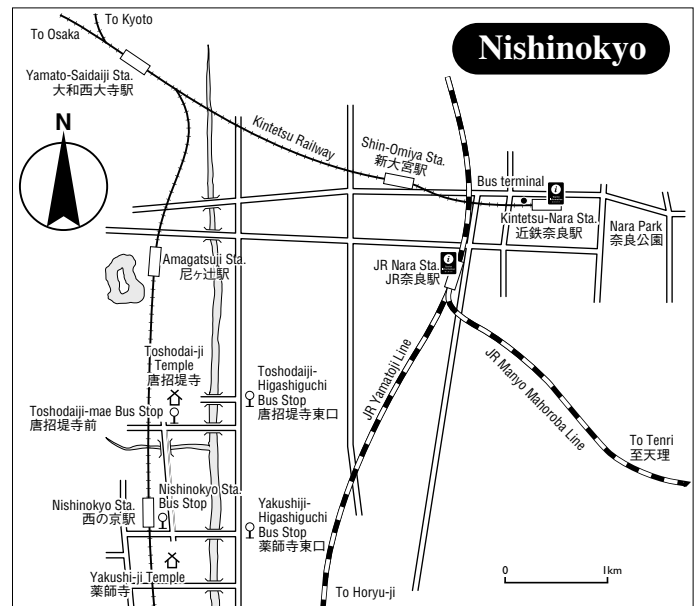 To Kyoto
To Osaka
Nishinokyo
Yamato-Saidaiji Sta.
大和西大寺駅
N
Kintetsu Railway
Shin-Omiya Sta.
新大宮駅
Bus terminal
i
Kintetsu-Nara Sta.
近鉄奈良駅
Nara Park
奈良公園
Amagatsuji Sta.
尼ヶ辻駅
i
JR Nara Sta.
JR奈良駅
Toshodai-ji
Temple
唐招堤寺
Toshodaiji-
Higashiguchi
Bus Stop
唐招堤寺東口
JR Yamatoji Line
JR Manyo Mahoroba Line
Toshodaiji-mae Bus Stop
唐招堤寺前
To Tenri
至天理
Nishinokyo Sta.
Bus Stop
Nishinokyo Sta.
西の京駅
Yakushiji-
Higashiguchi
Bus Stop
薬師寺東口
Yakushi-ji Temple
薬師寺
To Horyu-ji
0 1km